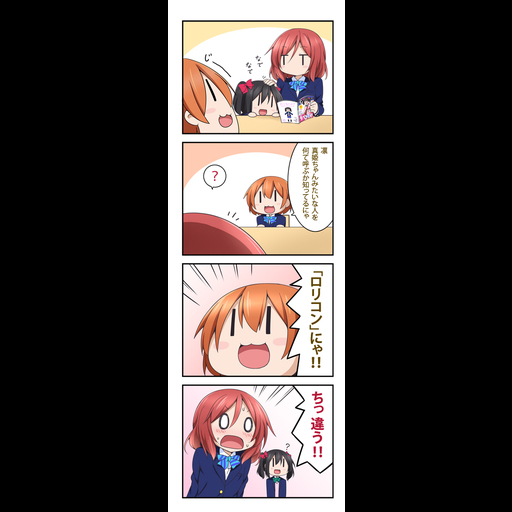 じー
なで
なで
凛
真姫ちゃんみたいな人を
何て呼ぶか知ってるにゃ
?
「ロリコン」にゃ!!
ちっ違う!!
?